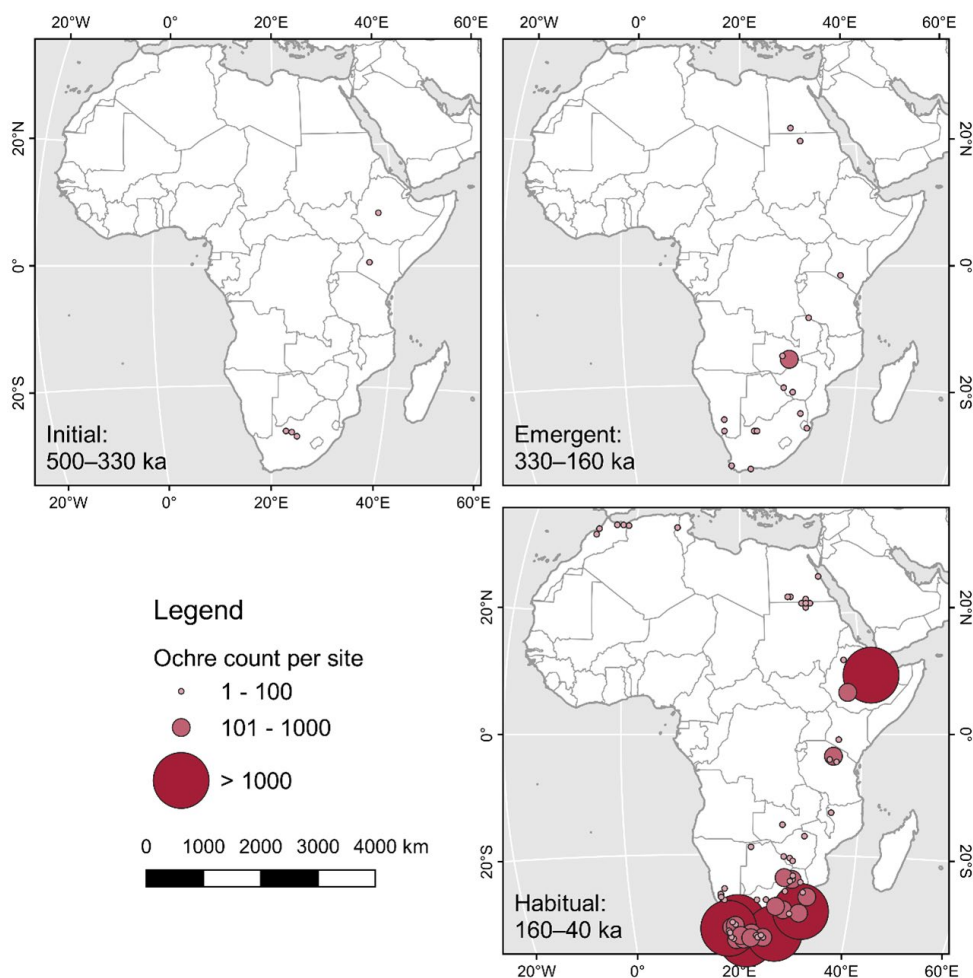 20°W 0° 20°E 40°E 60°E
20°N
0°
20°S
Initial:
500–330 ka
20°W 0° 20°E 40°E 60°E
20°W 0° 20°E 40°E 60°E
20°N
0°
20°S
Emergent:
330–160 ka
Legend
Ochre count per site
1 - 100
101 - 1000
> 1000
0 1000 2000 3000 4000 km
20°N
0°
20°S
20°N
0°
20°S
Habitual:
160–40 ka
20°W 0° 20°E 40°E 60°E